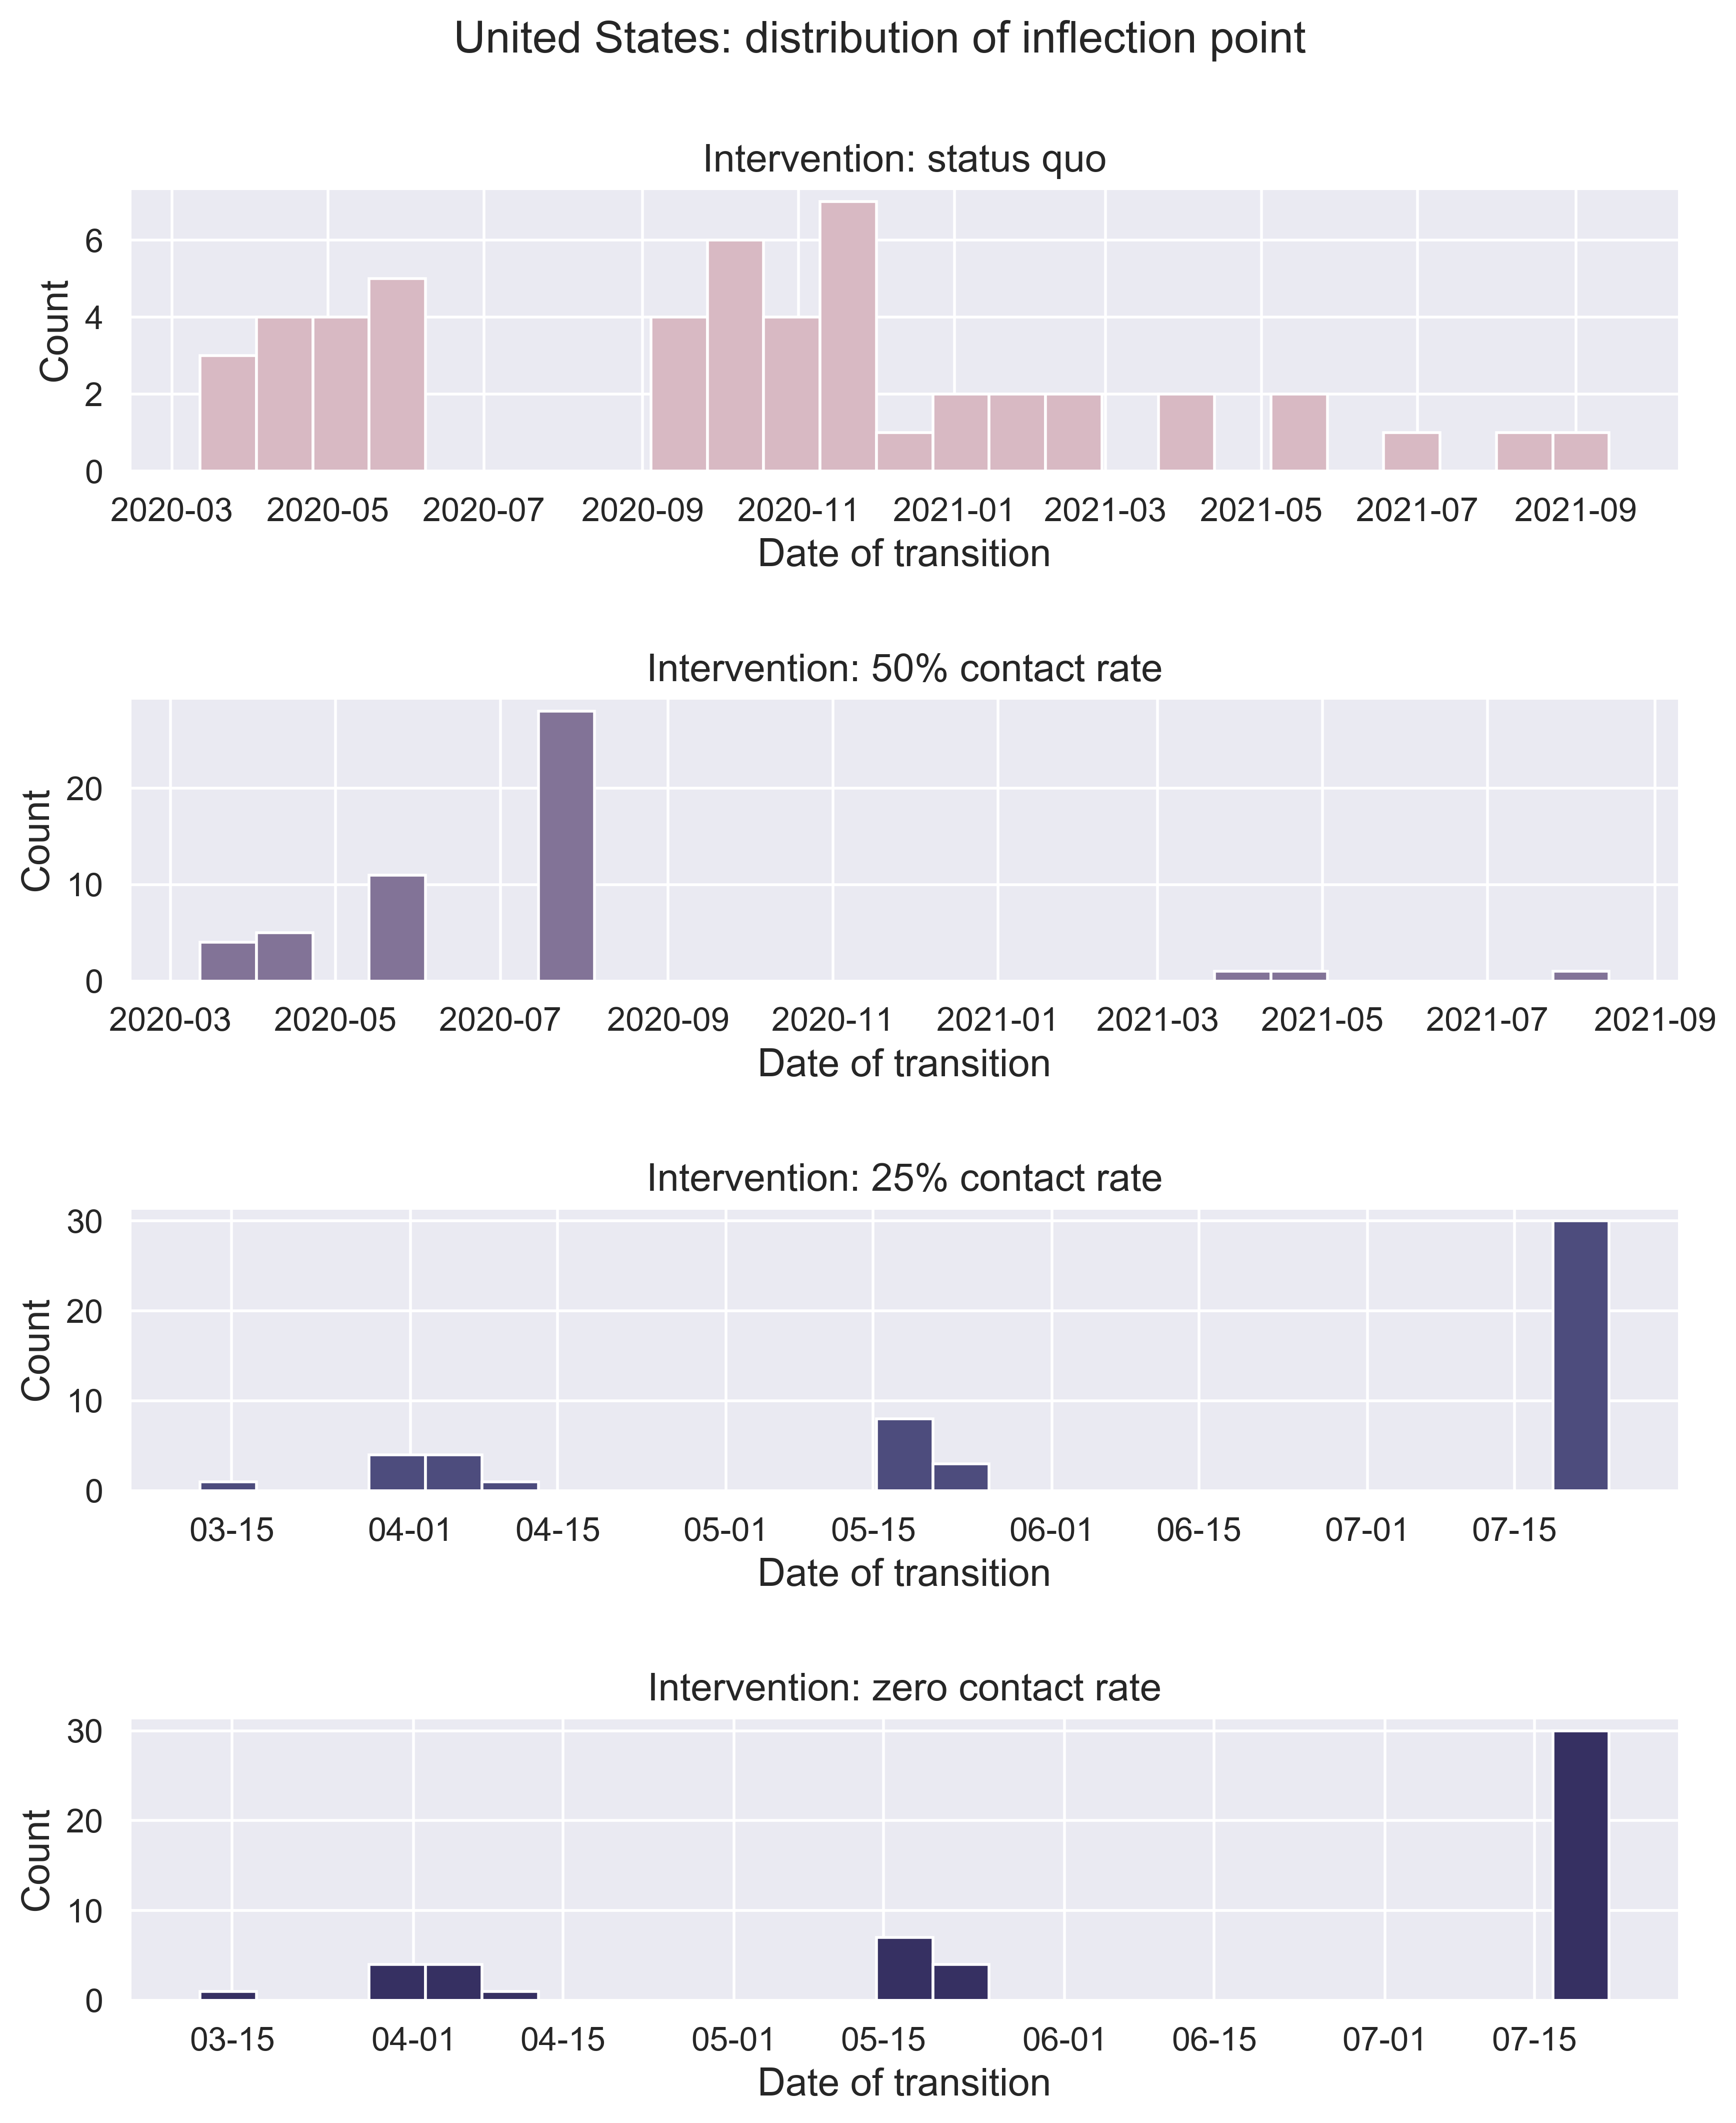 United States: distribution of inflection point
Intervention: status quo
Count
6
4
2
0
2020-03 2020-05 2020-07 2020-09 2020-11 2021-01 2021-03 2021-05 2021-07 2021-09
Date of transition
Intervention: 50% contact rate
Count
20
10
0
2020-03 2020-05 2020-07 2020-09 2020-11 2021-01 2021-03 2021-05 2021-07 2021-09
Date of transition
Intervention: 25% contact rate
Count
30
20
10
0
03-15 04-01 04-15 05-01 05-15 06-01 06-15 07-01 07-15
Date of transition
Intervention: zero contact rate
Count
30
20
10
0
03-15 04-01 04-15 05-01 05-15 06-01 06-15 07-01 07-15
Date of transition